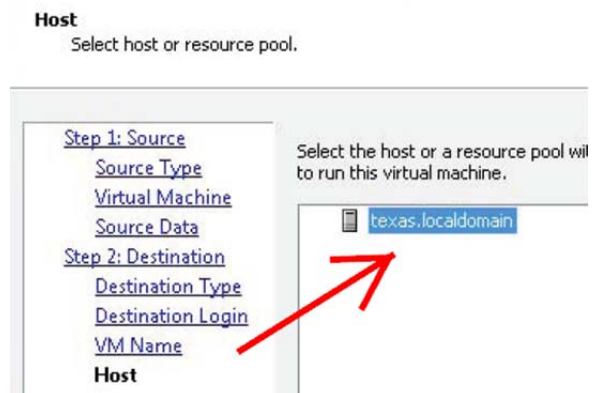 Host
Select host or resource pool.
Step 1: Source
Source Type
Virtual Machine
Source Data
Step 2: Destination
Destination Type
Destination Login
VM Name
Host
Select the host or a resource pool wi
to run this virtual machine.
texas.localdomain